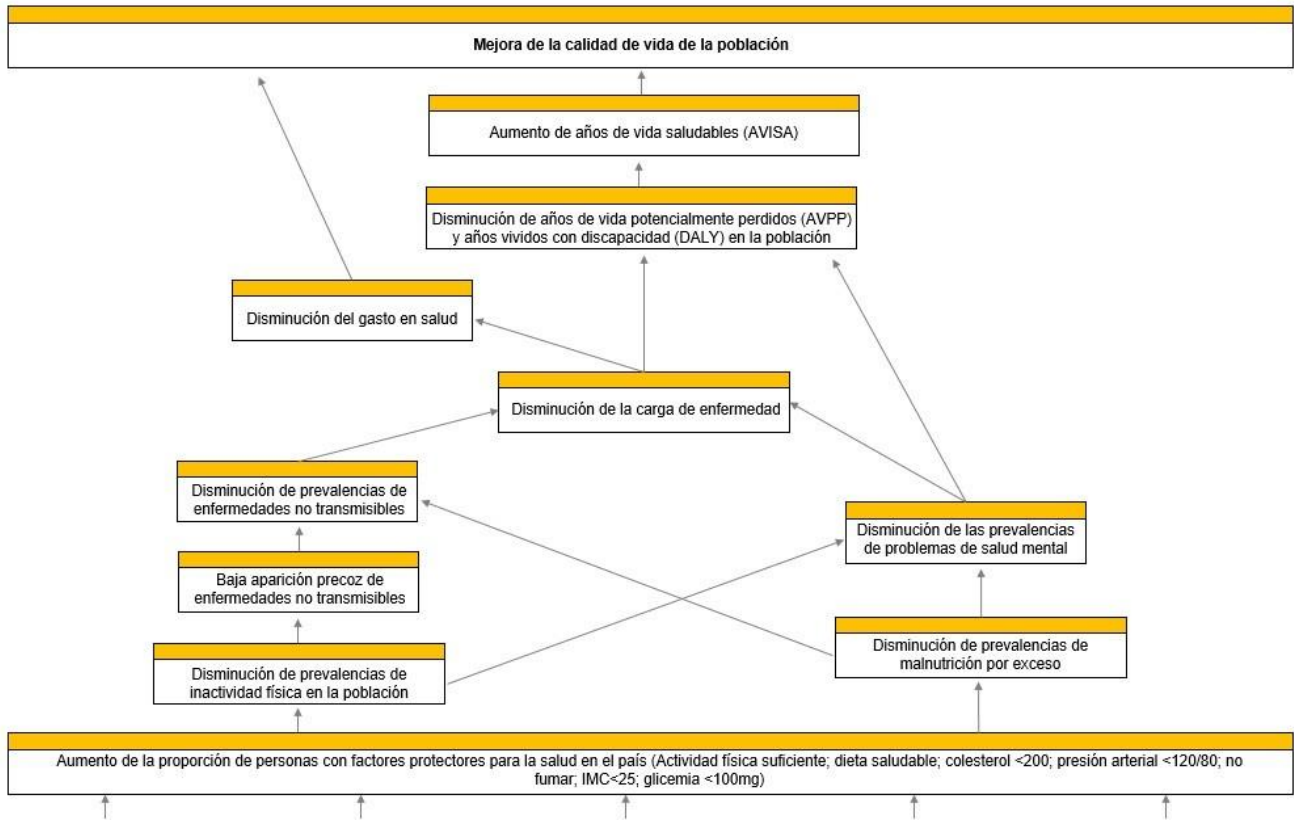 Mejora de la calidad de vida de la población
Aumento de años de vida saludables (AVISA)
Disminución de años de vida potencialmente perdidos (AVPP)
y años vividos con discapacidad (DALY) en la población
Disminución del gasto en salud
Disminución de la carga de enfermedad
Disminución de prevalencias de
enfermedades no transmisibles
Disminución de las prevalencias
de problemas de salud mental
Baja aparición precoz de
enfermedades no transmisibles
Disminución de prevalencias de
malnutrición por exceso
Disminución de prevalencias de
inactividad física en la población
Aumento de la proporción de personas con factores protectores para la salud en el país (Actividad física suficiente; dieta saludable; colesterol <200; presión arterial <120/80; no
fumar; IMC<25; glicemia <100mg)